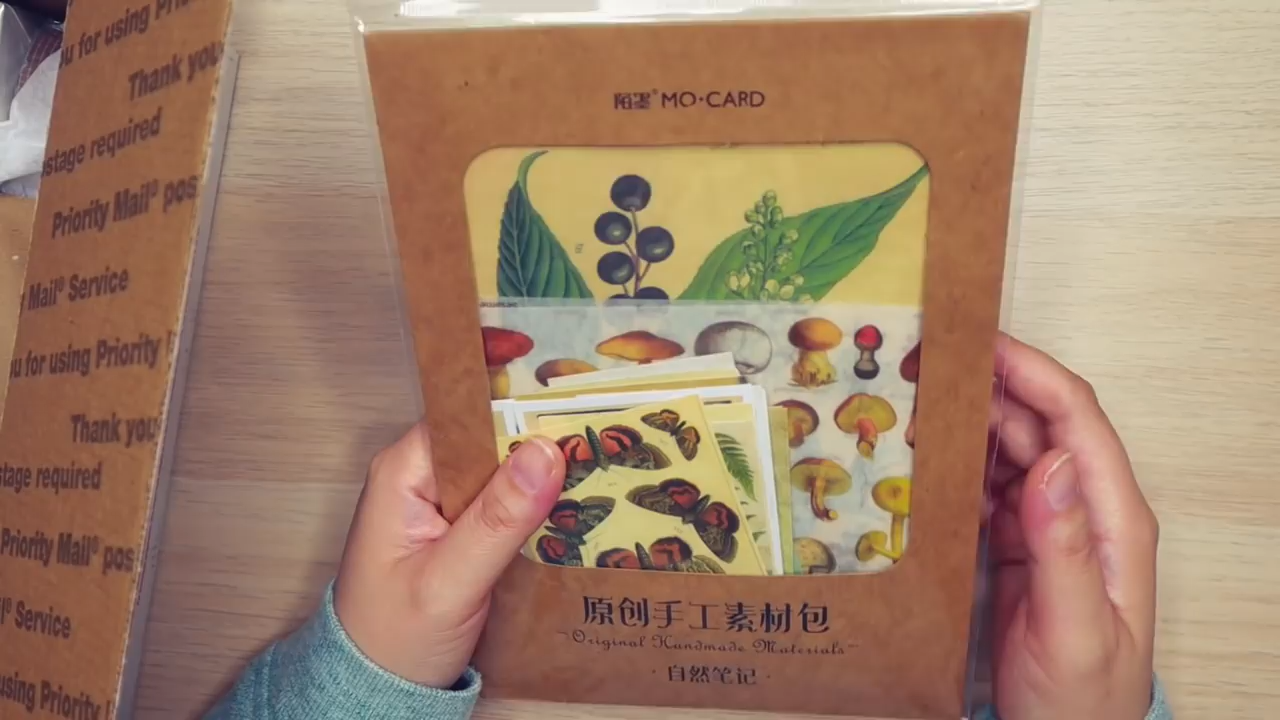 u for using Prio
Thank you
stage required
Priority Mail® pos
Mail® Service
u for using Priority
Thank you
stage required
Priority Mail® pos
l® Service
using Priority
陌墨® MO·CARD
原创手工素材包
~Original Handmade Materials~
· 自然笔记 ·